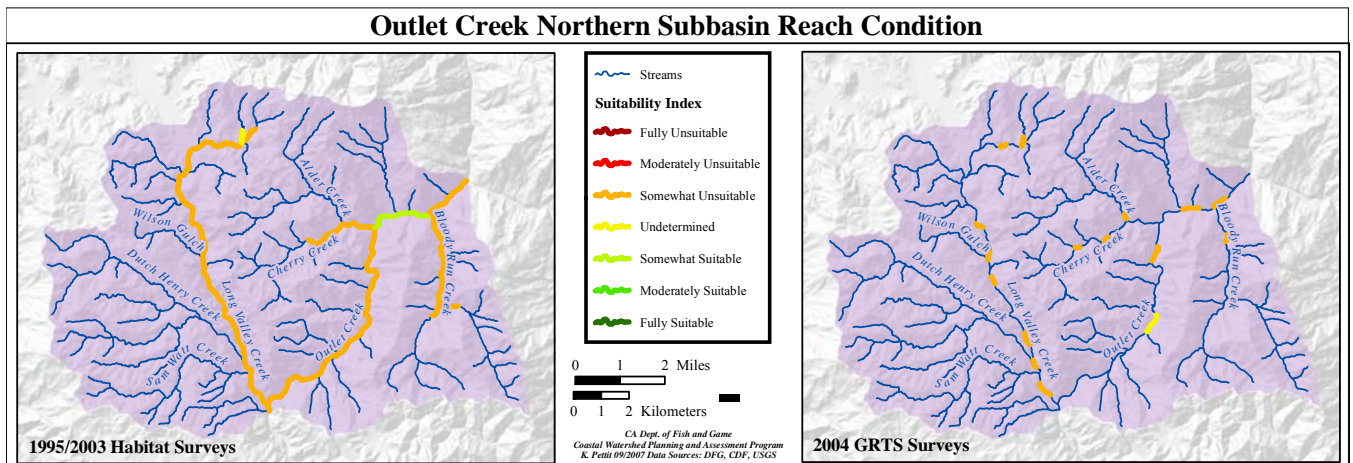 Outlet Creek Northern Subbasin Reach Condition
Wilson Gulch
Dutch Henry Creek
Sam Watt Creek
Long Valley Creek
Alder Creek
Cherry Creek
Outlet Creek
Bloody Run Creek
1995/2003 Habitat Surveys
Streams
Suitability Index
Fully Unsuitable
Moderately Unsuitable
Somewhat Unsuitable
Undetermined
Somewhat Suitable
Moderately Suitable
Fully Suitable
0 1 2 Miles
0 1 2 Kilometers
CA Dept. of Fish and Game
Coastal Watershed Planning and Assessment Program
K. Pettit 09/2007 Data Sources: DFG, CDF, USGS
Wilson Gulch
Dutch Henry Creek
Sam Watt Creek
Long Valley Creek
Alder Creek
Cherry Creek
Outlet Creek
Bloody Run Creek
2004 GRTS Surveys